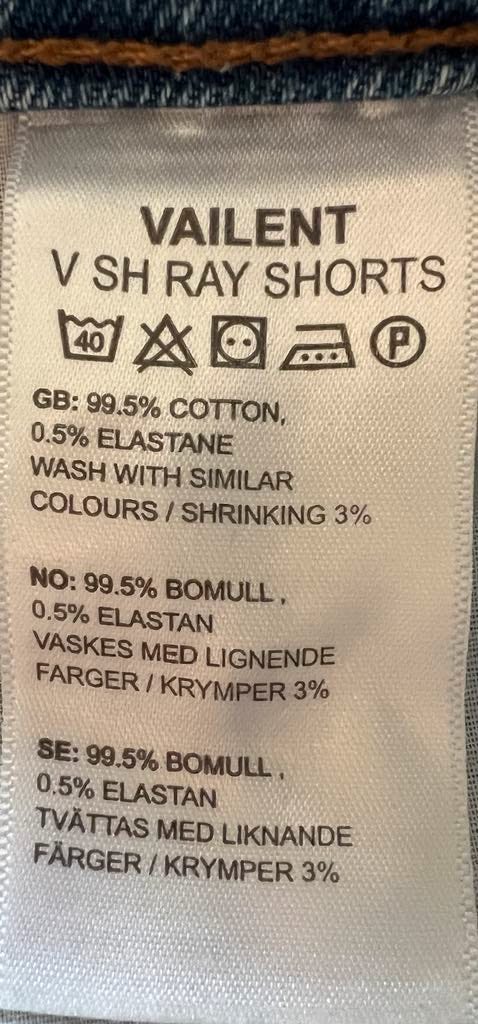 VAILENT
V SH RAY SHORTS
40 P
GB: 99.5% COTTON,
0.5% ELASTANE
WASH WITH SIMILAR
COLOURS / SHRINKING 3%
NO: 99.5% BOMULL ,
0.5% ELASTAN
VASKES MED LIGNENDE
FARGER / KRYMPER 3%
SE: 99.5% BOMULL ,
0.5% ELASTAN
TVÄTTAS MED LIKNANDE
FÄRGER / KRYMPER 3%